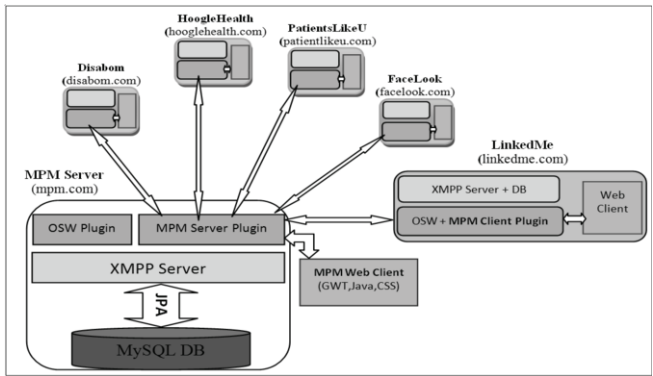 HoogleHealth
(hooglehealth.com)
PatientsLikeU
(patientlikeu.com)
Disabom
(disabom.com)
FaceLook
(facelook.com)
LinkedMe
(linkedme.com)
MPM Server
(mpm.com)
XMPP Server + DB
Web
Client
OSW + MPM Client Plugin
OSW Plugin
MPM Server Plugin
XMPP Server
MPM Web Client
(GWT,Java,CSS)
JPA
MySQL DB